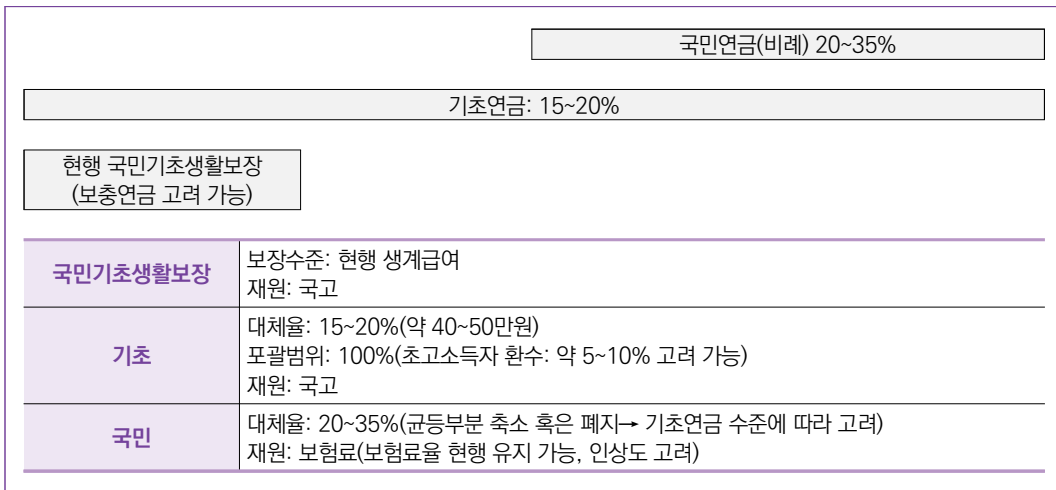 국민연금(비례) 20~35%
기초연금: 15~20%
현행 국민기초생활보장
(보충연금 고려 가능)
국민기초생활보장
보장수준: 현행 생계급여
재원: 국고
기초
대체율: 15~20%(약 40~50만원)
포괄범위: 100%(초고소득자 환수: 약 5~10% 고려 가능)
재원: 국고
국민
대체율: 20~35%(균등부분 축소 혹은 폐지→ 기초연금 수준에 따라 고려)
재원: 보험료(보험료율 현행 유지 가능, 인상도 고려)